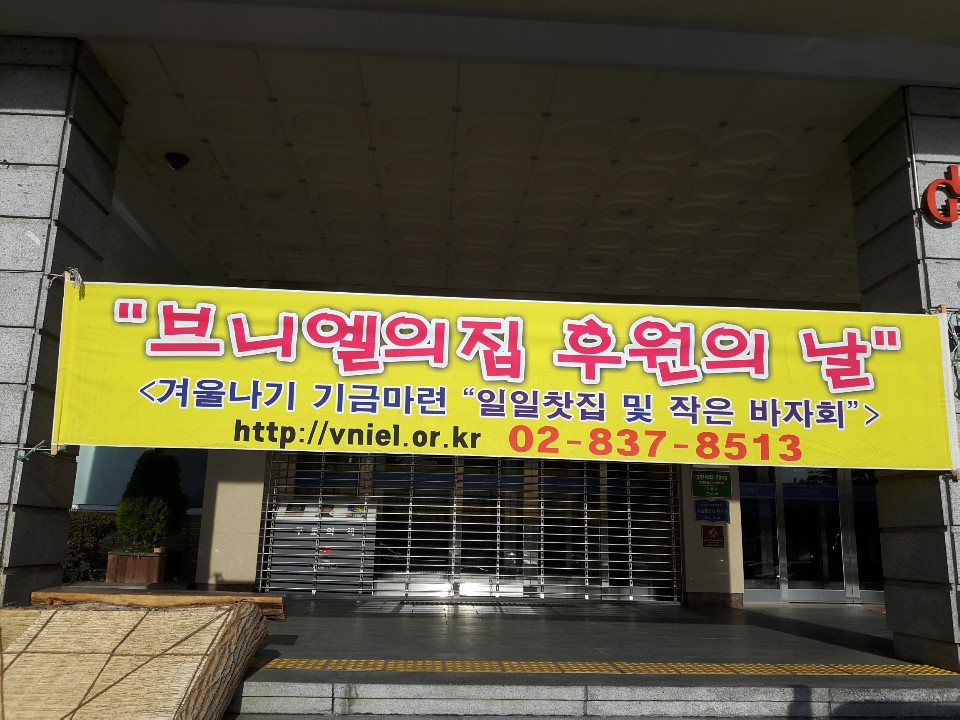 "브니엘의집 후원의 날"
<겨울나기 기금마련 “일일찻집 및 작은 바자회”>
http://vniel.or.kr 02-837-8513